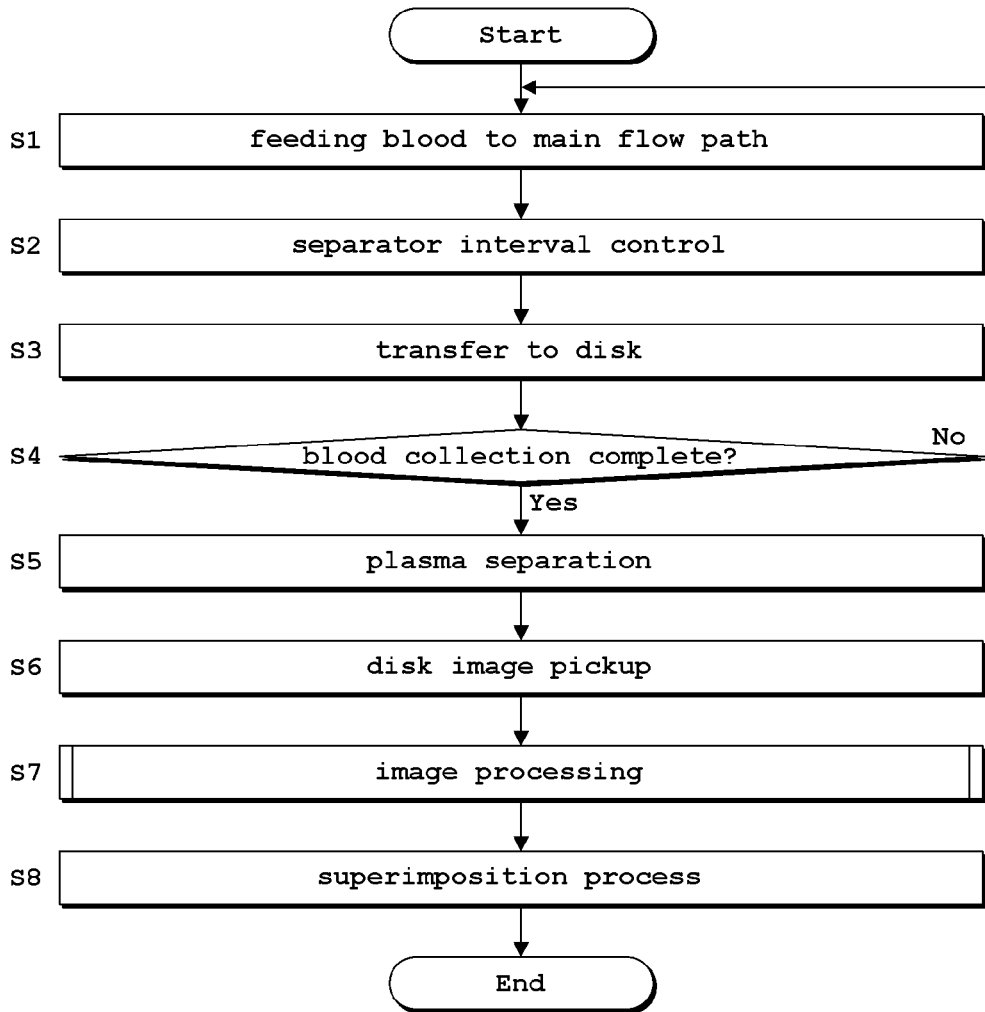 Start
S1 feeding blood to main flow path
S2 separator interval control
S3 transfer to disk
S4 blood collection complete? No
Yes
S5 plasma separation
S6 disk image pickup
S7 image processing
S8 superimposition process
End